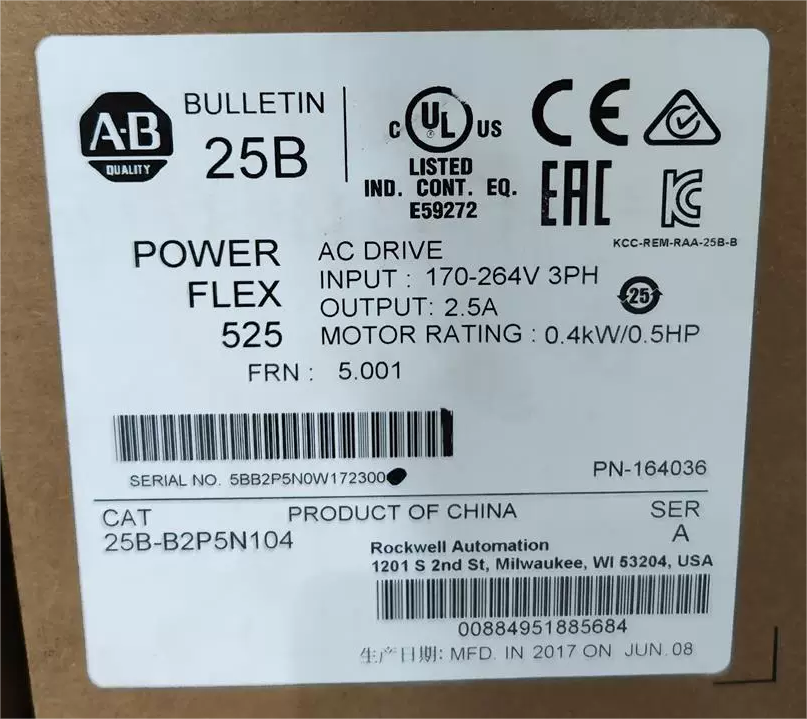 A-B
QUALITY
BULLETIN
25B
C UL US
LISTED
IND. CONT. EQ.
E59272
CE
EAC
KC
KCC-REM-RAA-25B-B
POWER
FLEX
525
AC DRIVE
INPUT : 170-264V 3PH
OUTPUT: 2.5A
MOTOR RATING : 0.4kW/0.5HP
25
FRN : 5.001
SERIAL NO. 5BB2P5N0W172300
PN-164036
CAT
25B-B2P5N104
PRODUCT OF CHINA
SER
A
Rockwell Automation
1201 S 2nd St, Milwaukee, WI 53204, USA
00884951885684
生产日期: MFD. IN 2017 ON JUN. 08